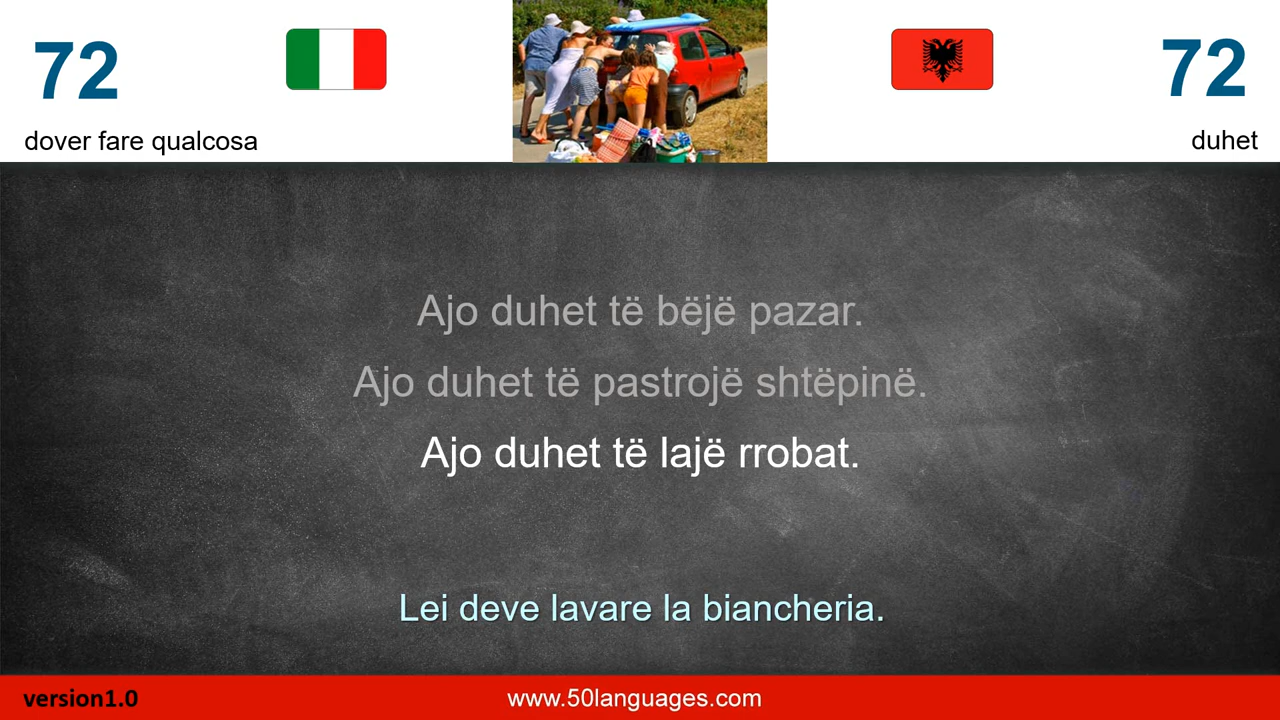 72
72
dover fare qualcosa
duhet
Ajo duhet të bëjë pazar.
Ajo duhet të pastrojë shtëpinë.
Ajo duhet të lajë rrobat.
Lei deve lavare la biancheria.
version1.0
www.50languages.com